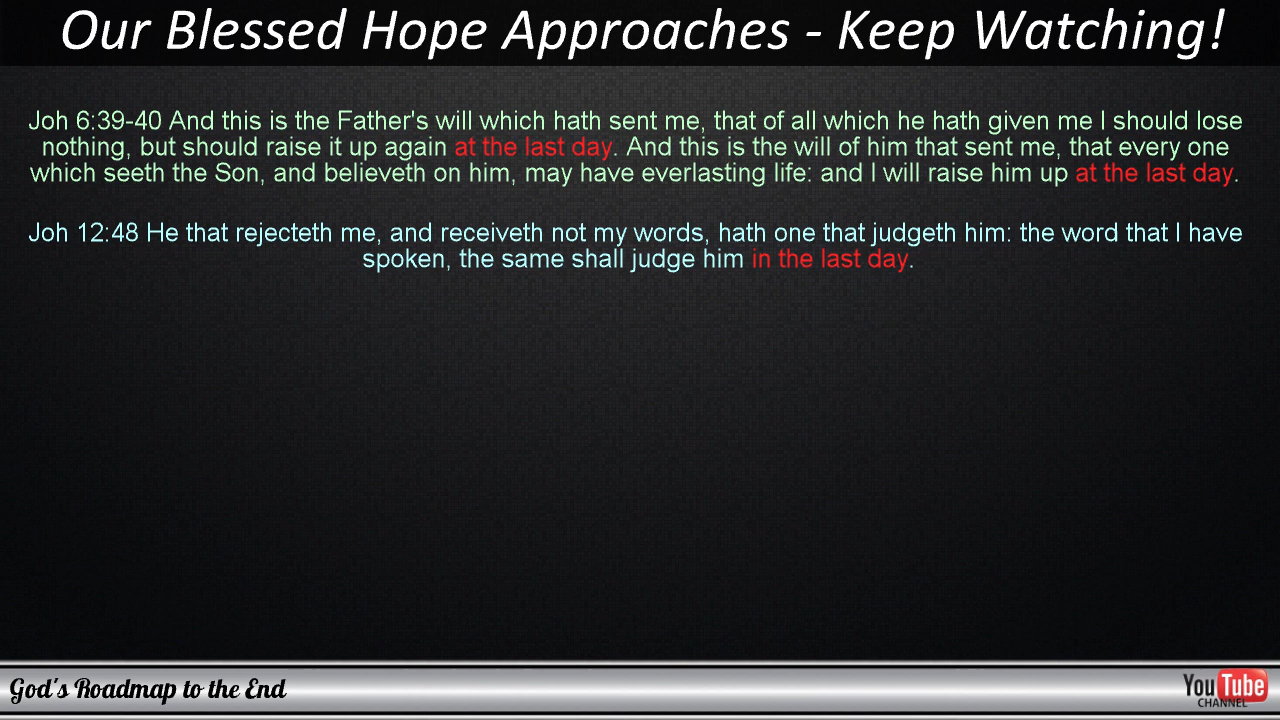 Our Blessed Hope Approaches - Keep Watching!
Joh 6:39-40 And this is the Father's will which hath sent me, that of all which he hath given me I should lose
nothing, but should raise it up again at the last day. And this is the will of him that sent me, that every one
which seeth the Son, and believeth on him, may have everlasting life: and I will raise him up at the last day.
Joh 12:48 He that rejecteth me, and receiveth not my words, hath one that judgeth him: the word that I have
spoken, the same shall judge him in the last day.
God's Roadmap to the End
YouTube
CHANNEL